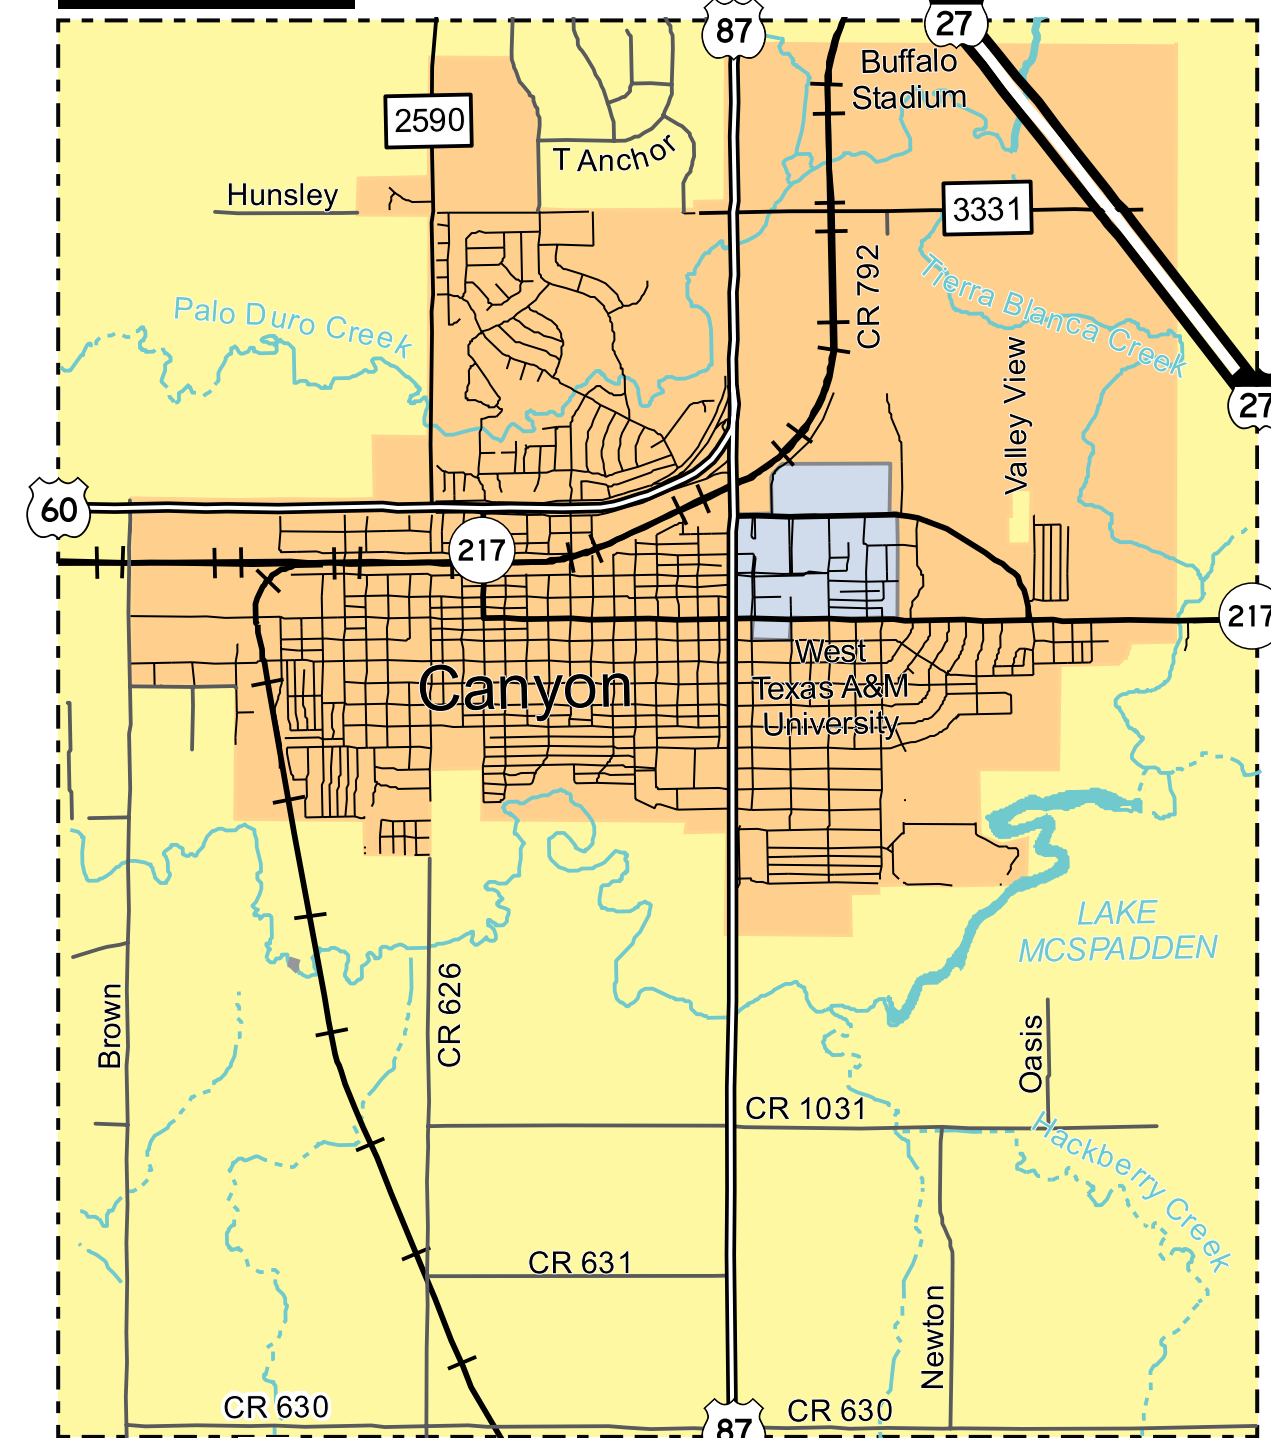 87
27
Buffalo
Stadium
2590
T Anchor
Hunsley
3331
CR 792
Tierra Blanca Creek
Palo Duro Creek
Valley View
27
60
217
217
West
Texas A&M
University
Canyon
LAKE
MCSPADDEN
Brown
CR 626
Oasis
CR 1031
Hackberry Creek
CR 631
Newton
CR 630
CR 630
87